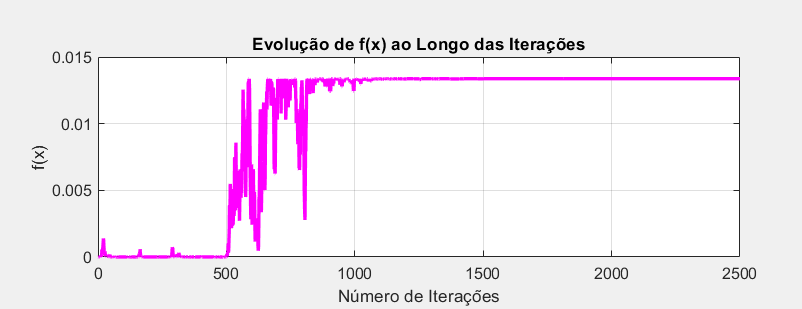 Evolução de f(x) ao Longo das Iterações
0.015
0.01
0.005
0
f(x)
0 500 1000 1500 2000 2500
Número de Iterações